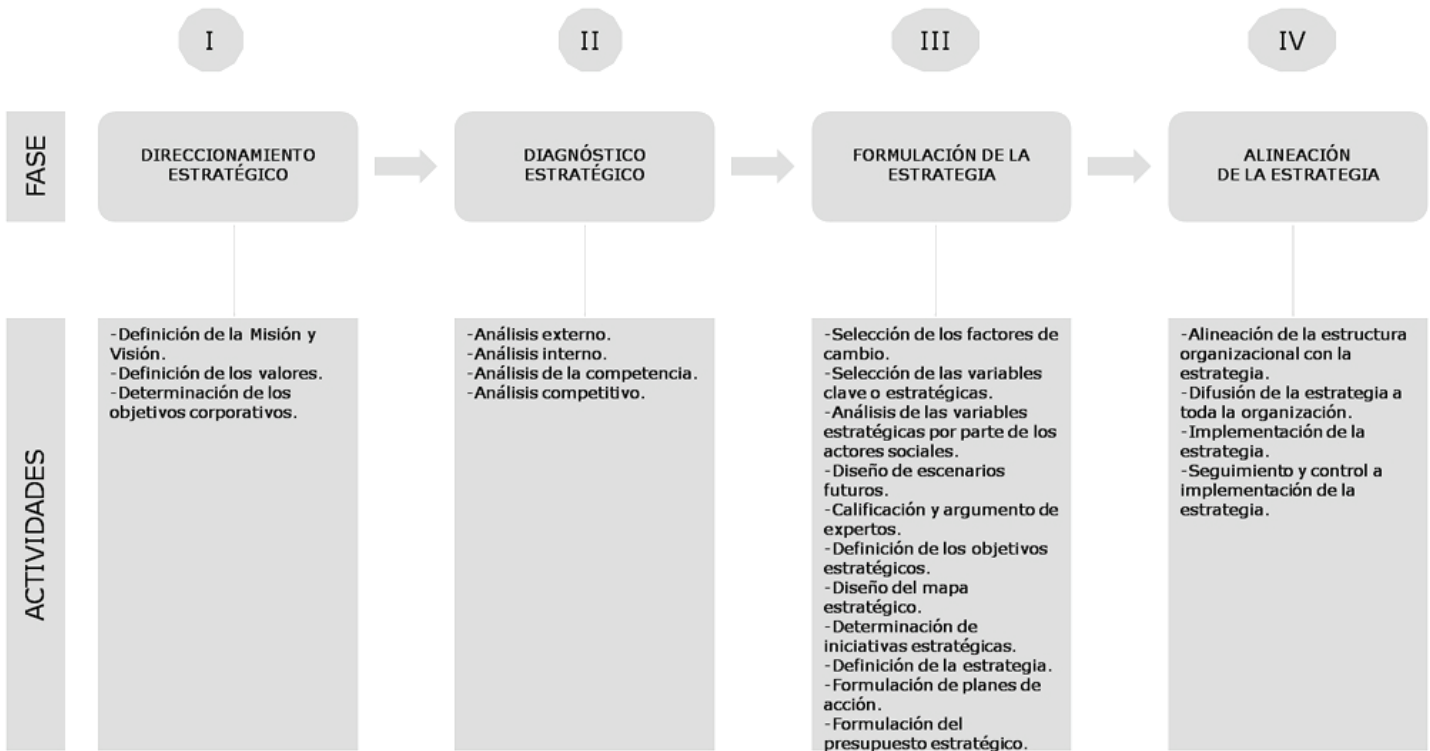 I
II
III
IV
FASE
DIRECCIONAMIENTO
ESTRATÉGICO
DIAGNÓSTICO
ESTRATÉGICO
FORMULACIÓN DE LA
ESTRATEGIA
ALINEACIÓN
DE LA ESTRATEGIA
ACTIVIDADES
-Definición de la Misión y
Visión.
-Definición de los valores.
-Determinación de los
objetivos corporativos.
-Análisis externo.
-Análisis interno.
-Análisis de la competencia.
-Análisis competitivo.
-Selección de los factores de
cambio.
-Selección de las variables
clave o estratégicas.
-Análisis de las variables
estratégicas por parte de los
actores sociales.
-Diseño de escenarios
futuros.
-Calificación y argumento de
expertos.
-Definición de los objetivos
estratégicos.
-Diseño del mapa
estratégico.
-Determinación de
iniciativas estratégicas.
-Definición de la estrategia.
-Formulación de planes de
acción.
-Formulación del
presupuesto estratégico.
-Alineación de la estructura
organizacional con la
estrategia.
-Difusión de la estrategia a
toda la organización.
-Implementación de la
estrategia.
-Seguimiento y control a
implementación de la
estrategia.